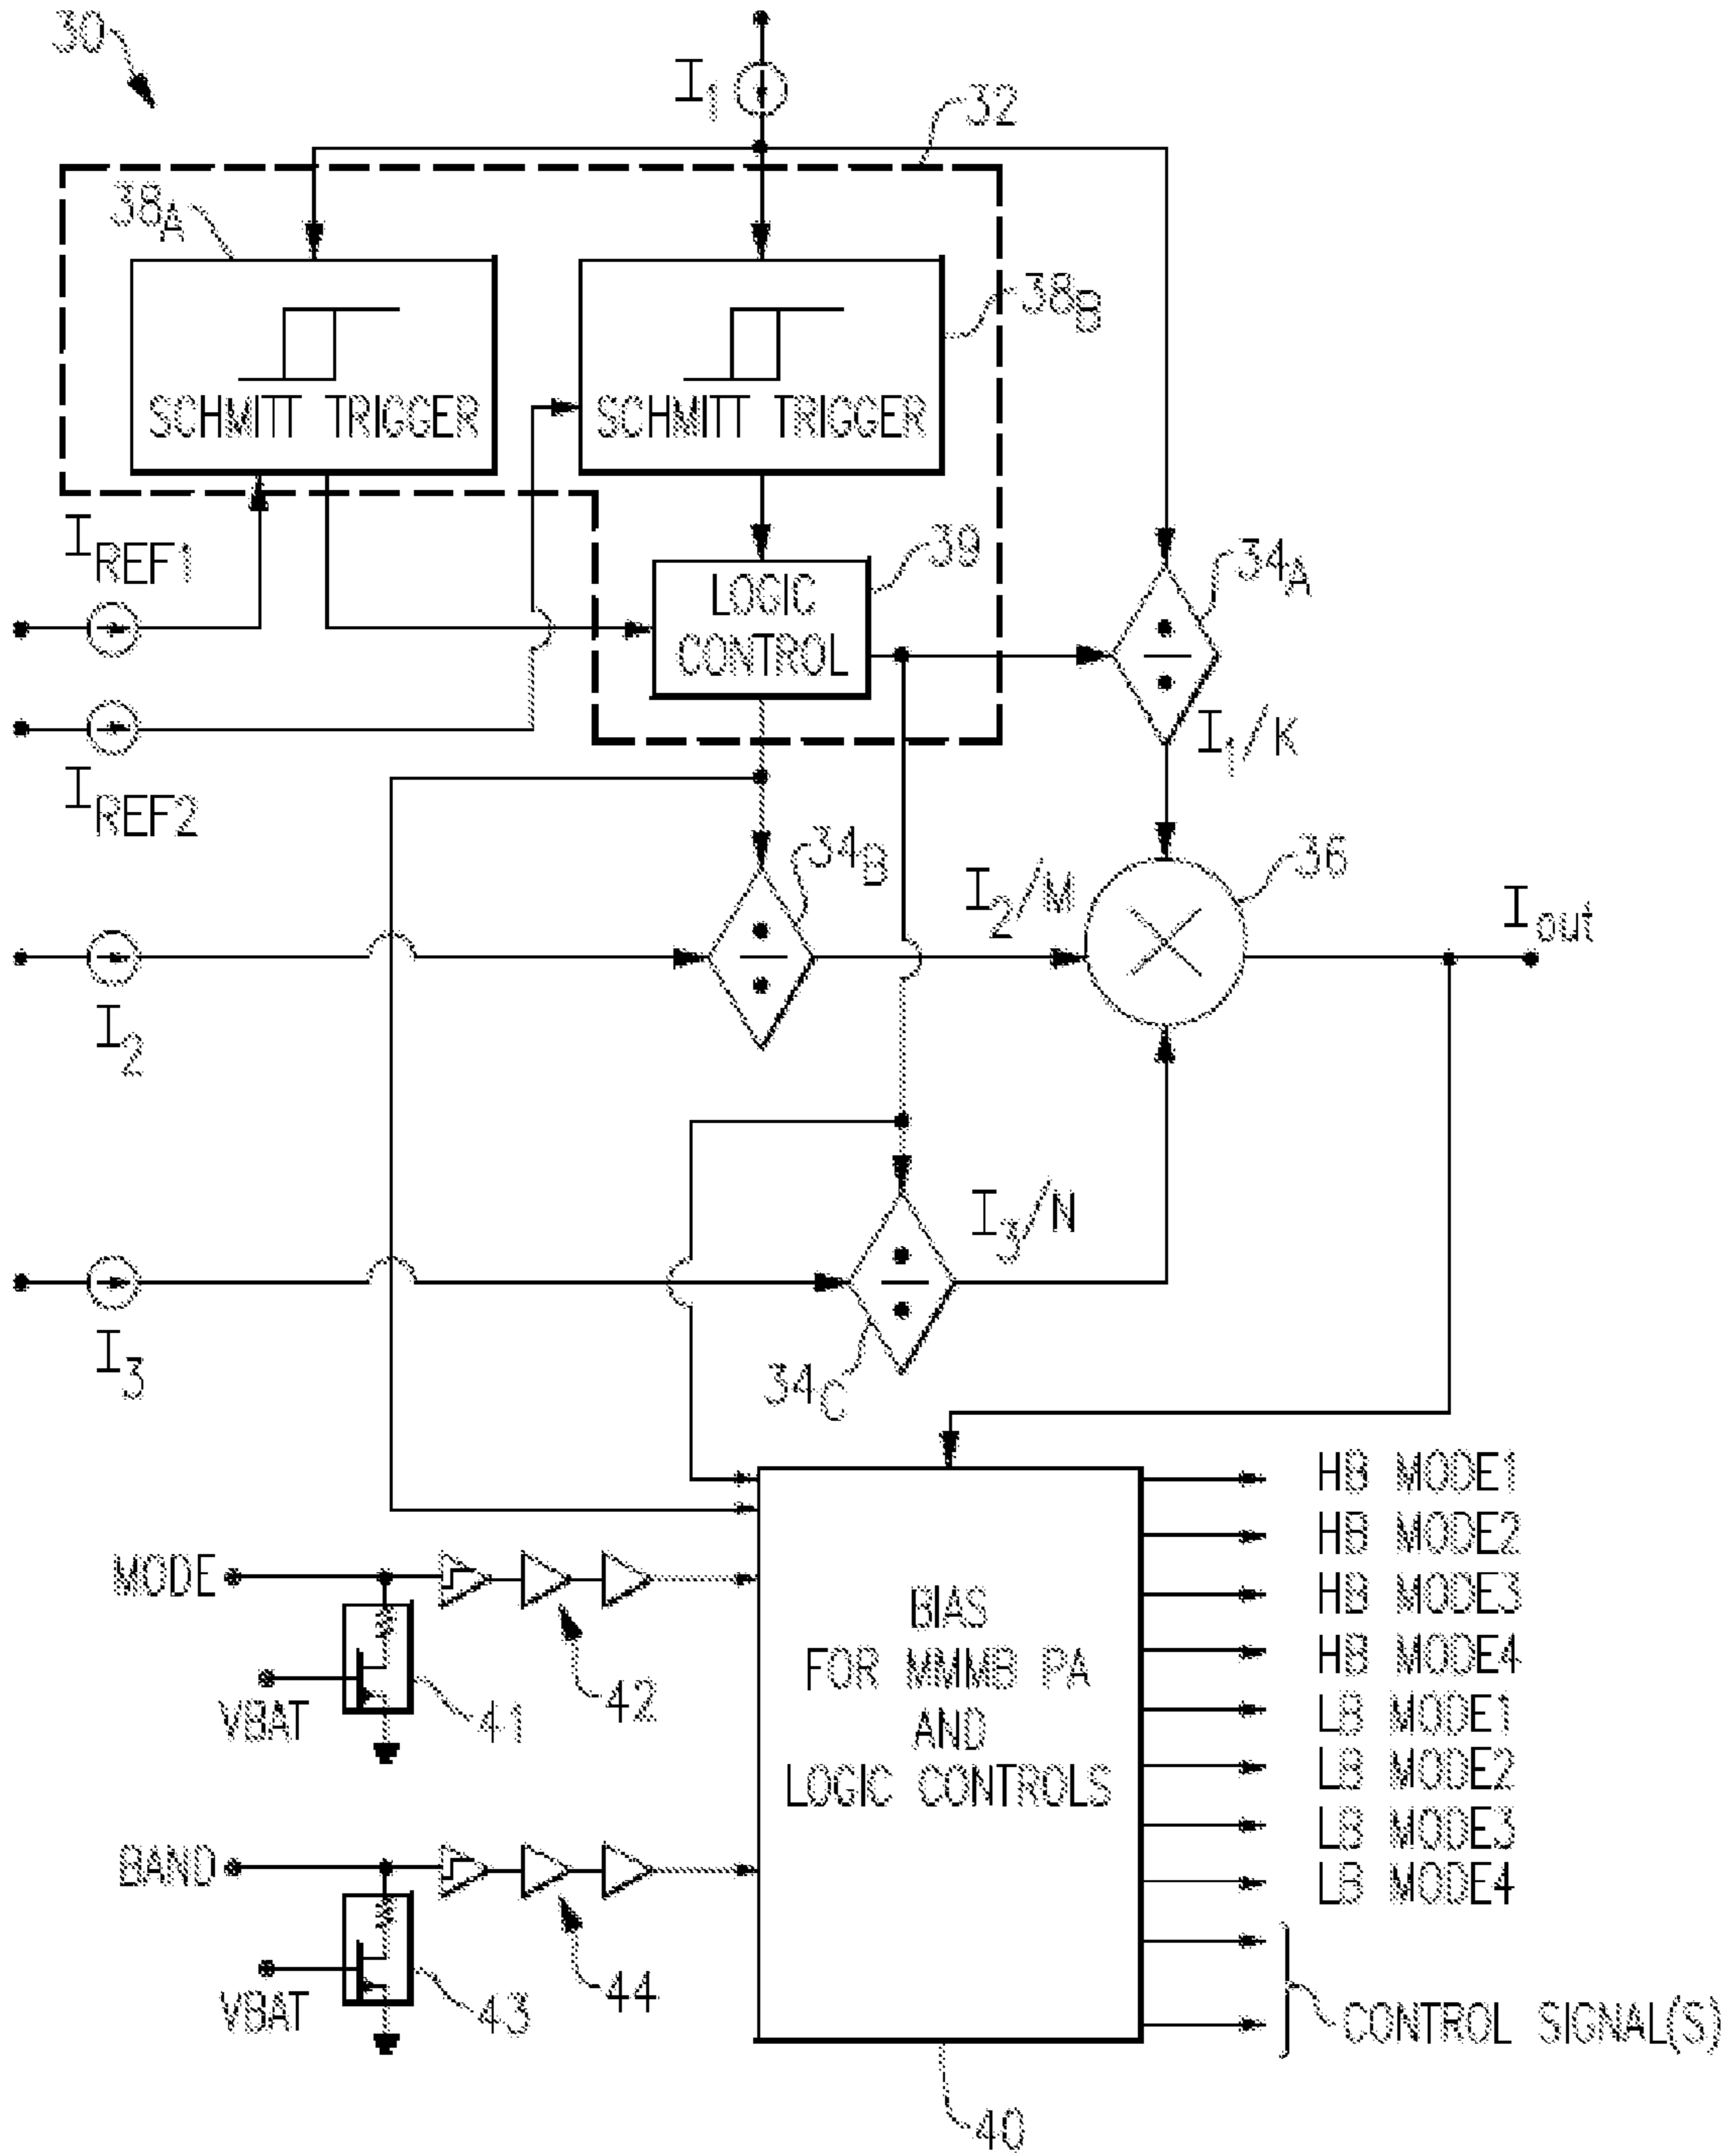 30
I1
32
38A
38B
SCHMITT TRIGGER
SCHMITT TRIGGER
IREF1
39
LOGIC
CONTROL
34A
I1/K
IREF2
34B
I2/M
36
Iout
I2
I3/N
I3
34C
HB MODE1
HB MODE2
HB MODE3
HB MODE4
LB MODE1
LB MODE2
LB MODE3
LB MODE4
MODE
BIAS
FOR MMMB PA
AND
LOGIC CONTROLS
VBAT
41
42
BAND
VBAT
43
44
CONTROL SIGNAL(S)
40